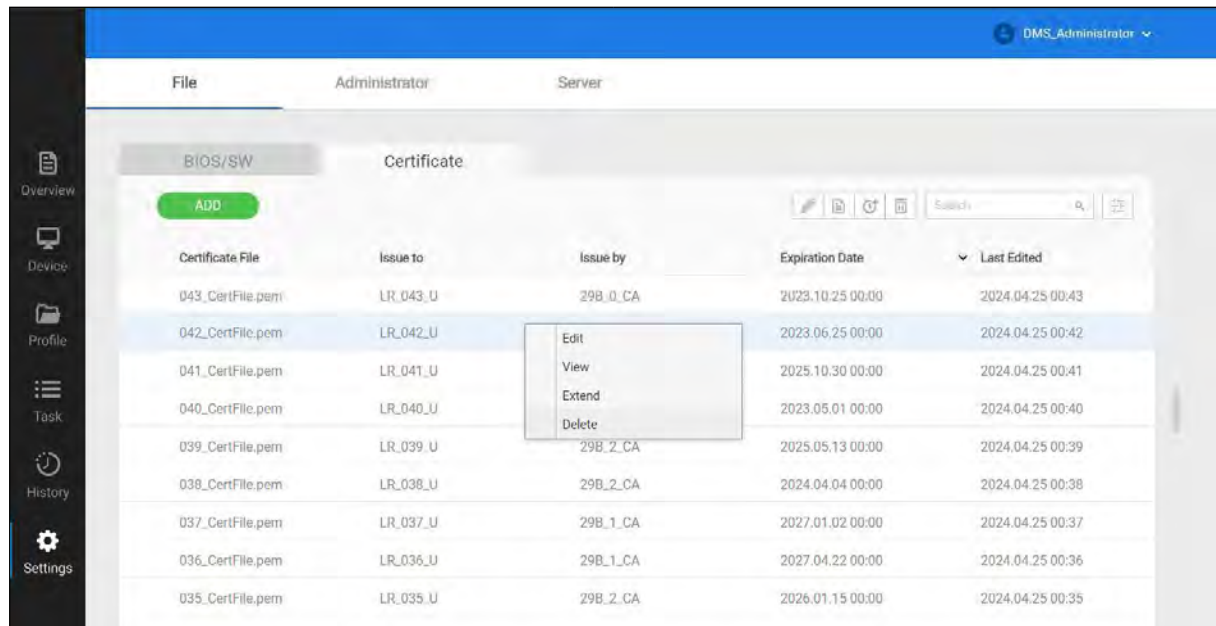 DMS_Administrator
File Administrator Server
BIOS/SW Certificate
Overview
ADD Search
Device
Certificate File Issue to Issue by Expiration Date Last Edited
043_CertFile.pem LR_043_U 29B_0_CA 2023.10.25 00:00 2024.04.25 00:43
Profile
042_CertFile.pem LR_042_U 2023.06.25 00:00 2024.04.25 00:42
Edit
041_CertFile.pem LR_041_U 2025.10.30 00:00 2024.04.25 00:41
View
Extend
Task
040_CertFile.pem LR_040_U 2023.05.01 00:00 2024.04.25 00:40
Delete
039_CertFile.pem LR_039_U 29B_2_CA 2025.05.13 00:00 2024.04.25 00:39
History
038_CertFile.pem LR_038_U 29B_2_CA 2024.04.04 00:00 2024.04.25 00:38
037_CertFile.pem LR_037_U 29B_1_CA 2027.01.02 00:00 2024.04.25 00:37
Settings
036_CertFile.pem LR_036_U 29B_1_CA 2027.04.22 00:00 2024.04.25 00:36
035_CertFile.pem LR_035_U 29B_2_CA 2026.01.15 00:00 2024.04.25 00:35